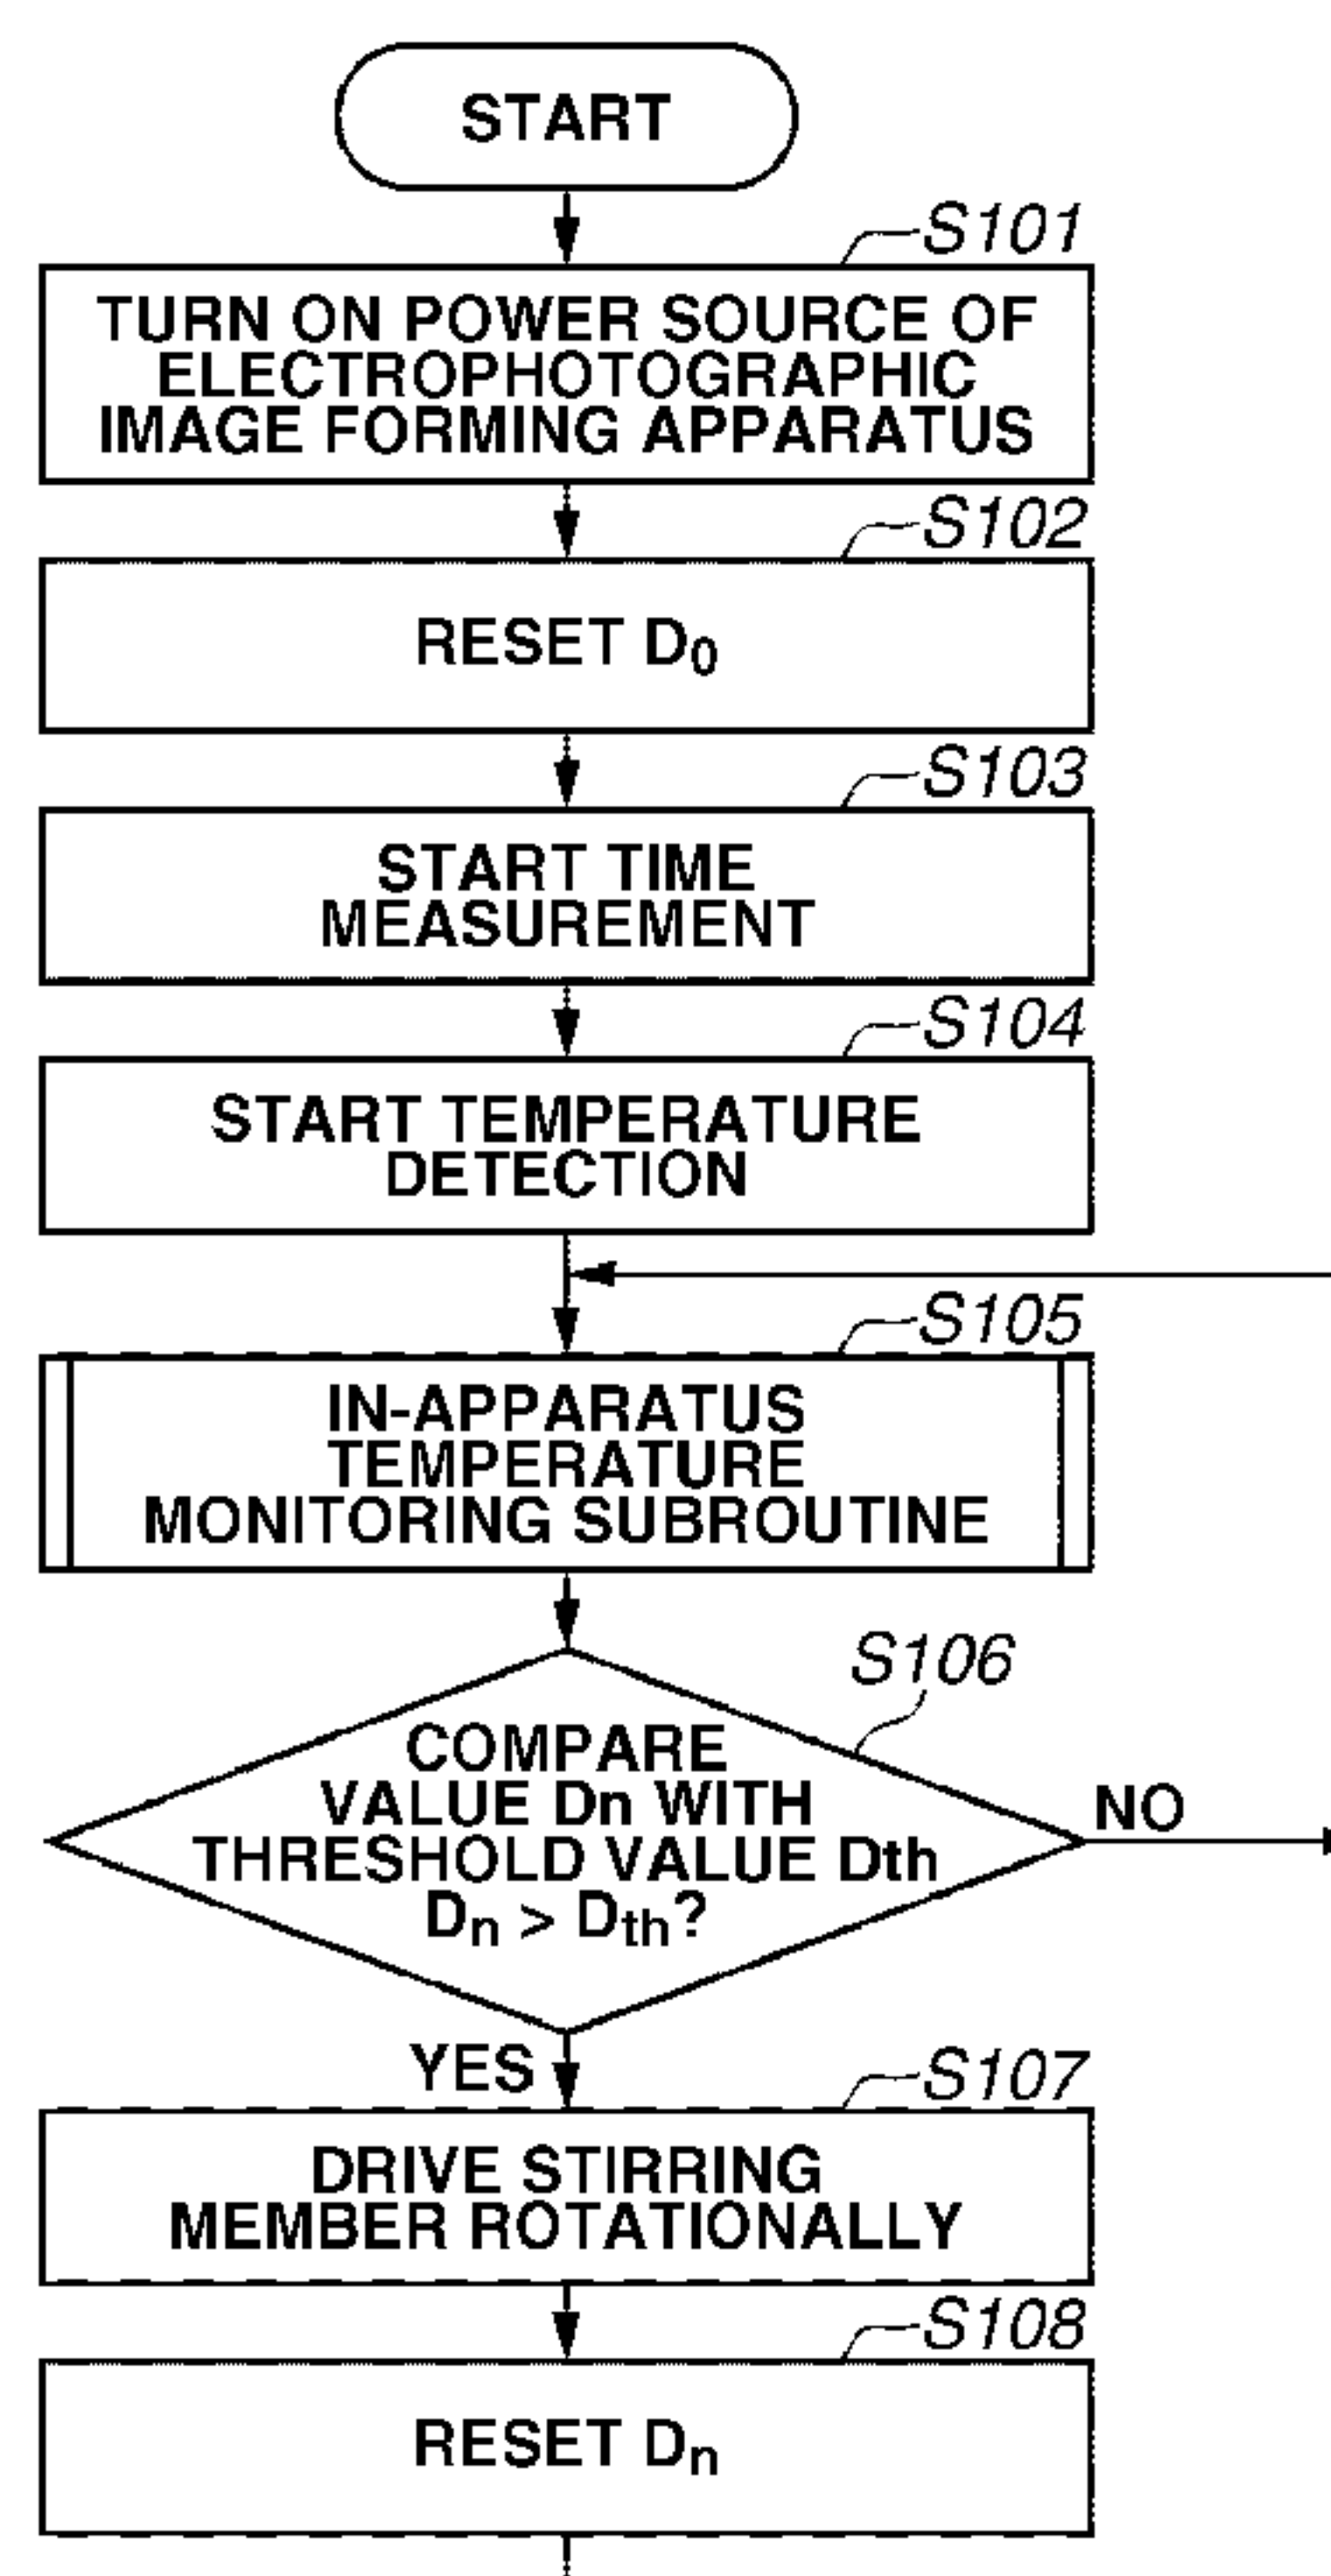 START
S101
TURN ON POWER SOURCE OF
ELECTROPHOTOGRAPHIC
IMAGE FORMING APPARATUS
S102
RESET D₀
S103
START TIME
MEASUREMENT
S104
START TEMPERATURE
DETECTION
S105
IN-APPARATUS
TEMPERATURE
MONITORING SUBROUTINE
S106
COMPARE
VALUE Dn WITH
THRESHOLD VALUE Dth
Dn > Dth?
NO
YES
S107
DRIVE STIRRING
MEMBER ROTATIONALLY
S108
RESET Dn